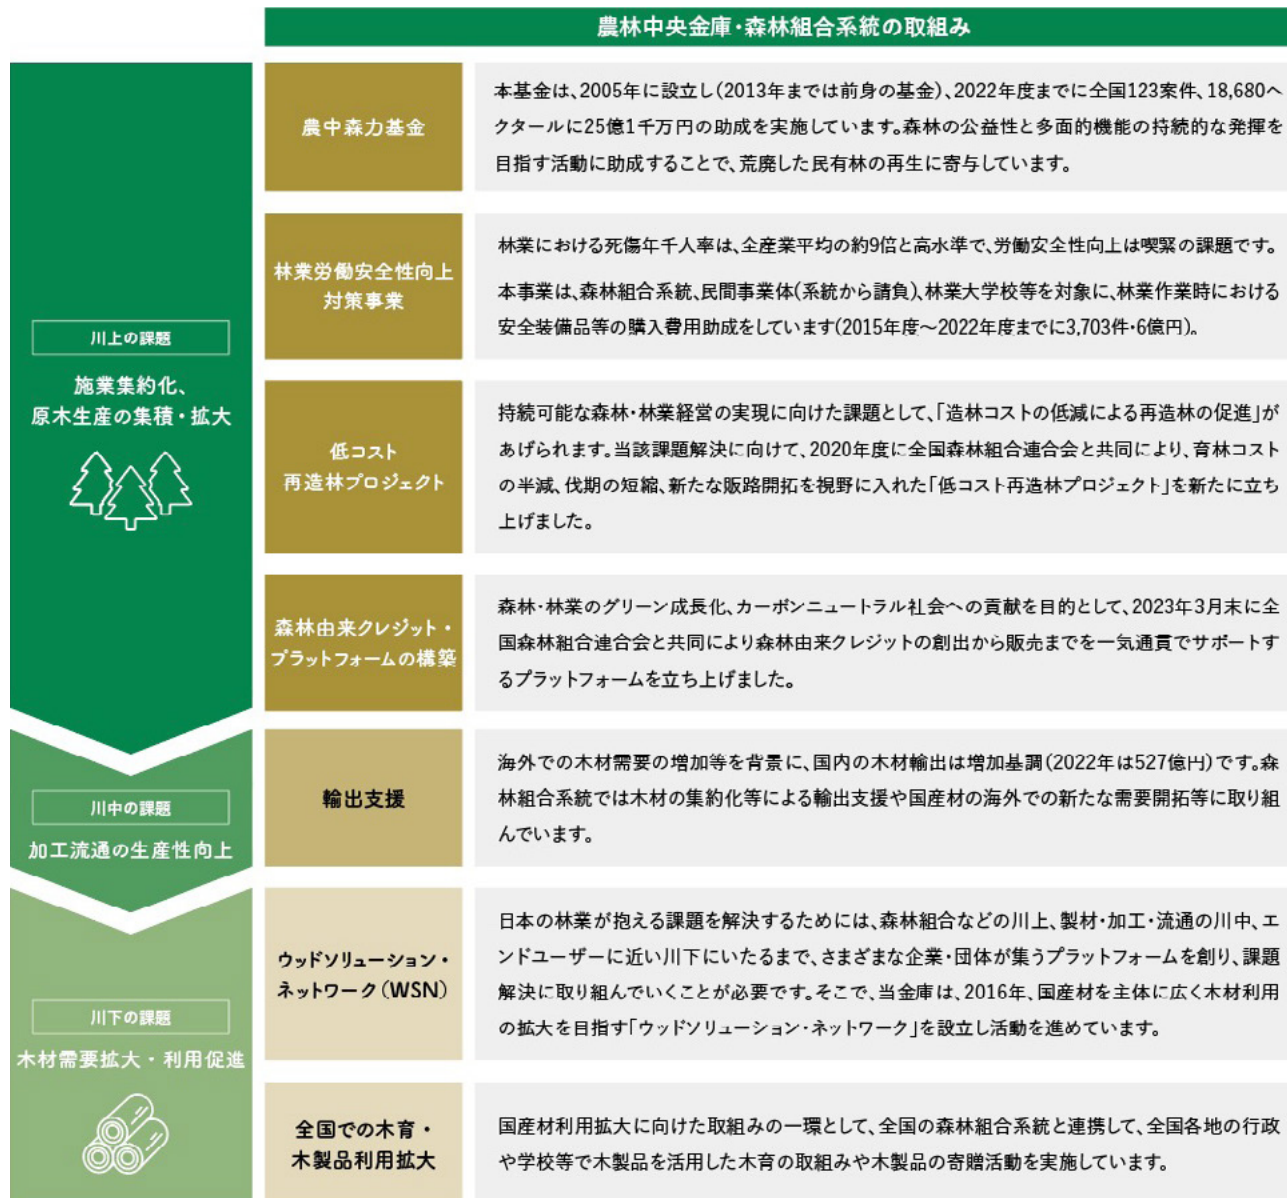 農林中央金庫・森林組合系統の取組み
川上の課題
施業集約化、
原木生産の集積・拡大
農中森力基金
本基金は、2005年に設立し(2013年までは前身の基金)、2022年度までに全国123案件、18,680ヘ
クタールに25億1千万円の助成を実施しています。森林の公益性と多面的機能の持続的な発揮を
目指す活動に助成することで、荒廃した民有林の再生に寄与しています。
林業労働安全性向上
対策事業
林業における死傷年千人率は、全産業平均の約9倍と高水準で、労働安全性向上は喫緊の課題です。
本事業は、森林組合系統、民間事業体(系統から請負)、林業大学校等を対象に、林業作業時における
安全装備品等の購入費用助成をしています(2015年度〜2022年度までに3,703件・6億円)。
低コスト
再造林プロジェクト
持続可能な森林・林業経営の実現に向けた課題として、「造林コストの低減による再造林の促進」が
あげられます。当該課題解決に向けて、2020年度に全国森林組合連合会と共同により、育林コスト
の半減、伐期の短縮、新たな販路開拓を視野に入れた「低コスト再造林プロジェクト」を新たに立ち
上げました。
森林由来クレジット・
プラットフォームの構築
森林・林業のグリーン成長化、カーボンニュートラル社会への貢献を目的として、2023年3月末に全
国森林組合連合会と共同により森林由来クレジットの創出から販売までを一気通貫でサポートす
るプラットフォームを立ち上げました。
川中の課題
加工流通の生産性向上
輸出支援
海外での木材需要の増加等を背景に、国内の木材輸出は増加基調(2022年は527億円)です。森
林組合系統では木材の集約化等による輸出支援や国産材の海外での新たな需要開拓等に取り組
んでいます。
川下の課題
木材需要拡大・利用促進
ウッドソリューション・
ネットワーク(WSN)
日本の林業が抱える課題を解決するためには、森林組合などの川上、製材・加工・流通の川中、エ
ンドユーザーに近い川下にいたるまで、さまざまな企業・団体が集うプラットフォームを創り、課題
解決に取り組んでいくことが必要です。そこで、当金庫は、2016年、国産材を主体に広く木材利用
の拡大を目指す「ウッドソリューション・ネットワーク」を設立し活動を進めています。
全国での木育・
木製品利用拡大
国産材利用拡大に向けた取組みの一環として、全国の森林組合系統と連携して、全国各地の行政
や学校等で木製品を活用した木育の取組みや木製品の寄贈活動を実施しています。